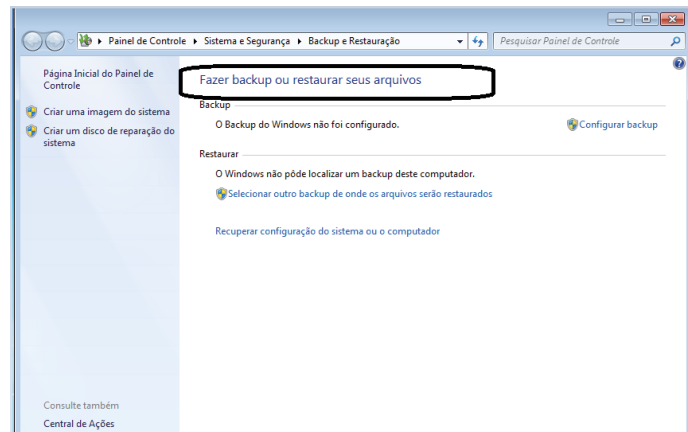 Painel de Controle ▸ Sistema e Segurança ▸ Backup e Restauração
Pesquisar Painel de Controle
Página Inicial do Painel de
Controle
Criar uma imagem do sistema
Criar um disco de reparação do
sistema
Fazer backup ou restaurar seus arquivos
Backup
O Backup do Windows não foi configurado.
Configurar backup
Restaurar
O Windows não pôde localizar um backup deste computador.
Selecionar outro backup de onde os arquivos serão restaurados
Recuperar configuração do sistema ou o computador
Consulte também
Central de Ações